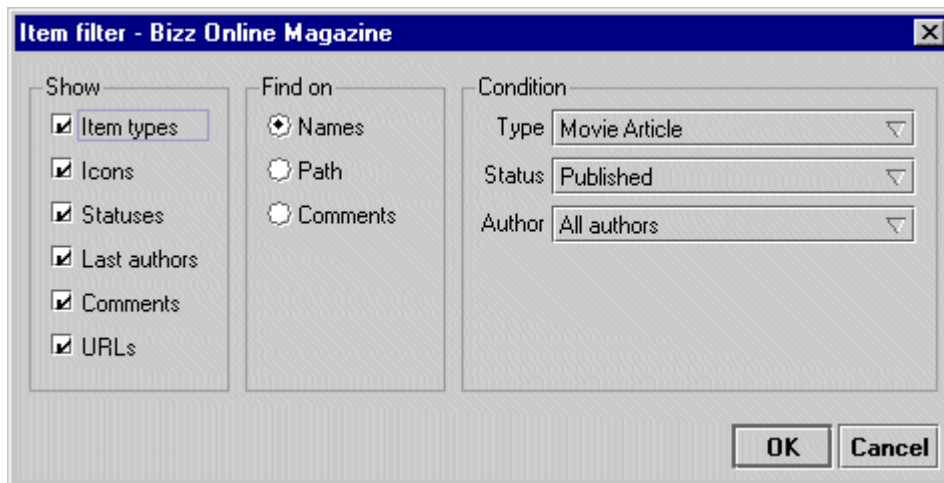 Item filter - Bizz Online Magazine
Show
Item types
Icons
Statuses
Last authors
Comments
URLs
Find on
Names
Path
Comments
Condition
Type Movie Article
Status Published
Author All authors
OK Cancel